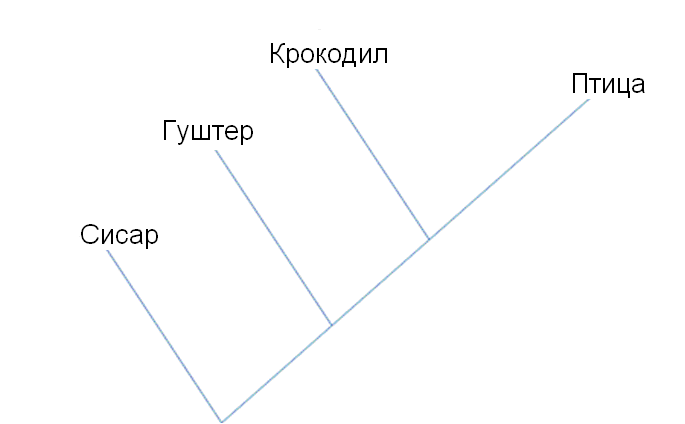 Крокодил
Птица
Гуштер
Сисар